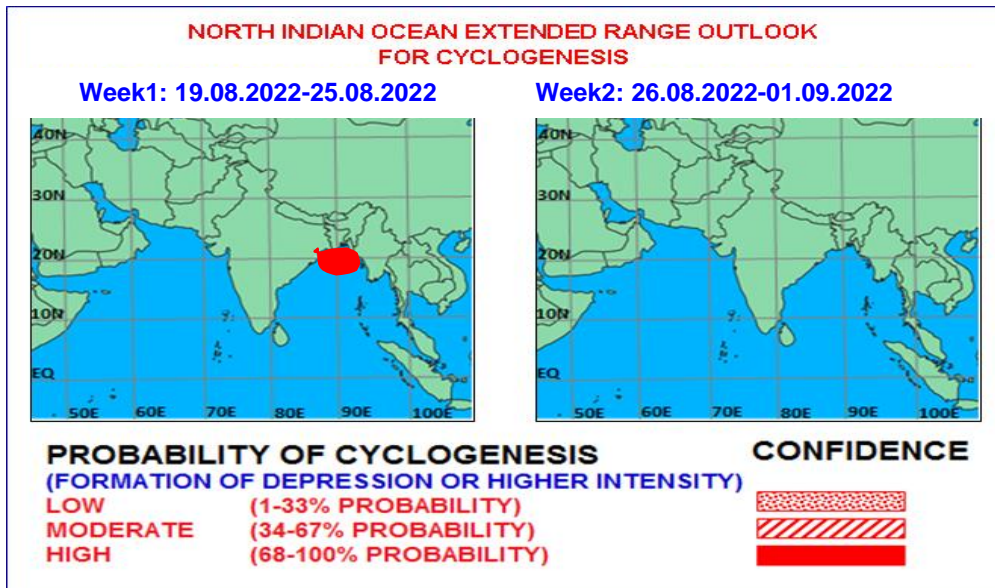 NORTH INDIAN OCEAN EXTENDED RANGE OUTLOOK
FOR CYCLOGENESIS
Week1: 19.08.2022-25.08.2022
40N
30N
20N
10N
EQ
50E 60E 70E 80E 90E 100E
Week2: 26.08.2022-01.09.2022
40N
30N
20N
10N
EQ
50E 60E 70E 80E 90E 100E
PROBABILITY OF CYCLOGENESIS
(FORMATION OF DEPRESSION OR HIGHER INTENSITY)
CONFIDENCE
LOW (1-33% PROBABILITY)
MODERATE (34-67% PROBABILITY)
HIGH (68-100% PROBABILITY)